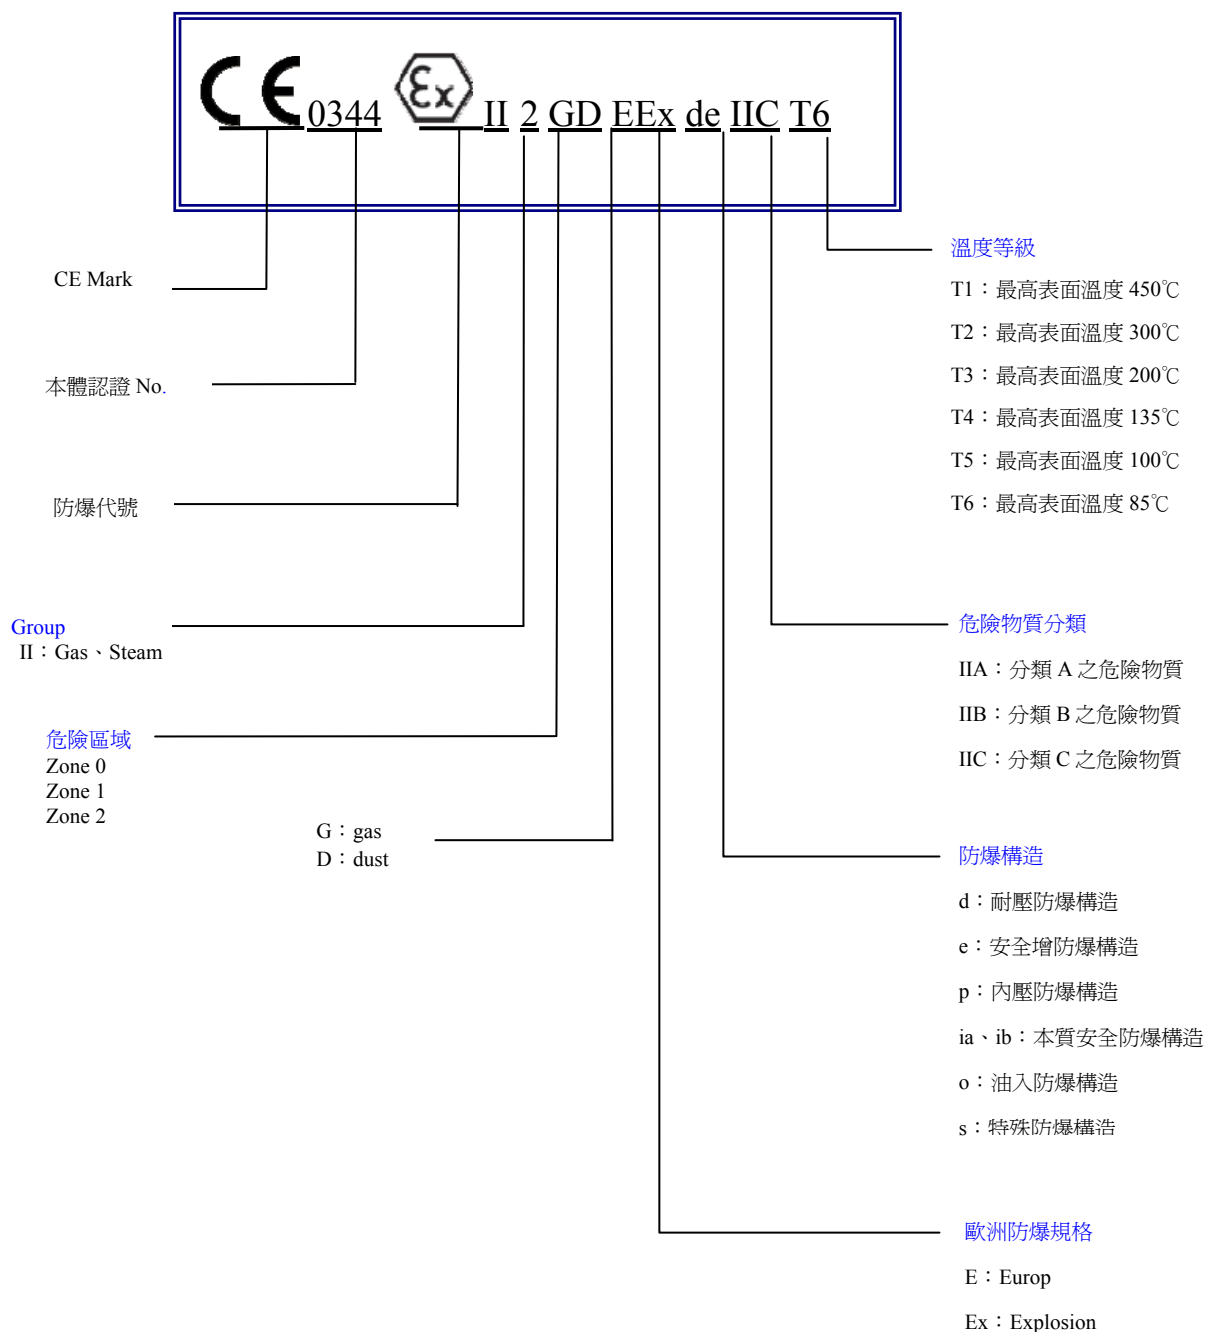 CE 0344 Ex II 2 GD EEx de IIC T6
CE Mark
本體認證 No.
防爆代號
Group
II：Gas、Steam
危險區域
Zone 0
Zone 1
Zone 2
G：gas
D：dust
溫度等級
T1：最高表面溫度 450℃
T2：最高表面溫度 300℃
T3：最高表面溫度 200℃
T4：最高表面溫度 135℃
T5：最高表面溫度 100℃
T6：最高表面溫度 85℃
危險物質分類
IIA：分類 A 之危險物質
IIB：分類 B 之危險物質
IIC：分類 C 之危險物質
防爆構造
d：耐壓防爆構造
e：安全增防爆構造
p：內壓防爆構造
ia、ib：本質安全防爆構造
o：油入防爆構造
s：特殊防爆構造
歐洲防爆規格
E：Europ
Ex：Explosion